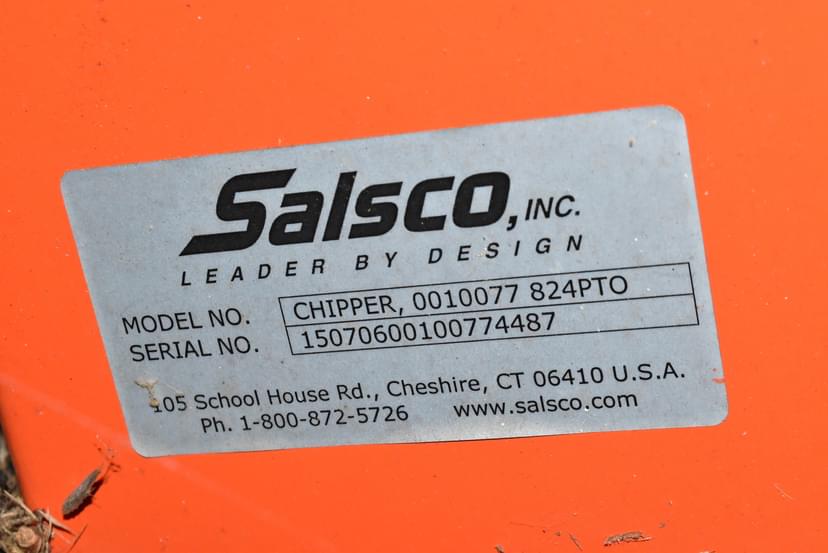 Salsco, INC.
LEADER BY DESIGN
MODEL NO. CHIPPER, 0010077 824PTO
SERIAL NO. 15070600100774487
105 School House Rd., Cheshire, CT 06410 U.S.A.
Ph. 1-800-872-5726 www.salsco.com